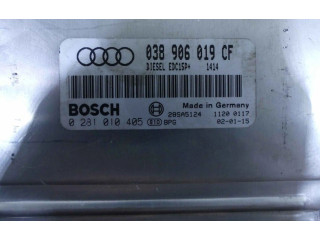 038 906 019 CF
DIESEL EDC15P+ 1414
BOSCH
Made in Germany
28SA5124 1120 0117
0 281 010 405 BPS 02-01-15